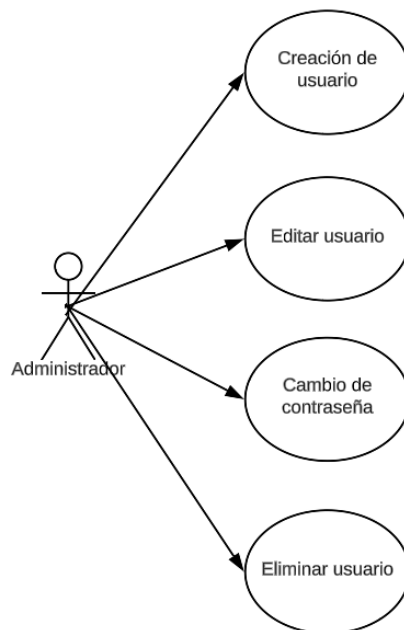 Creación de
usuario
Editar usuario
Administrador
Cambio de
contraseña
Eliminar usuario